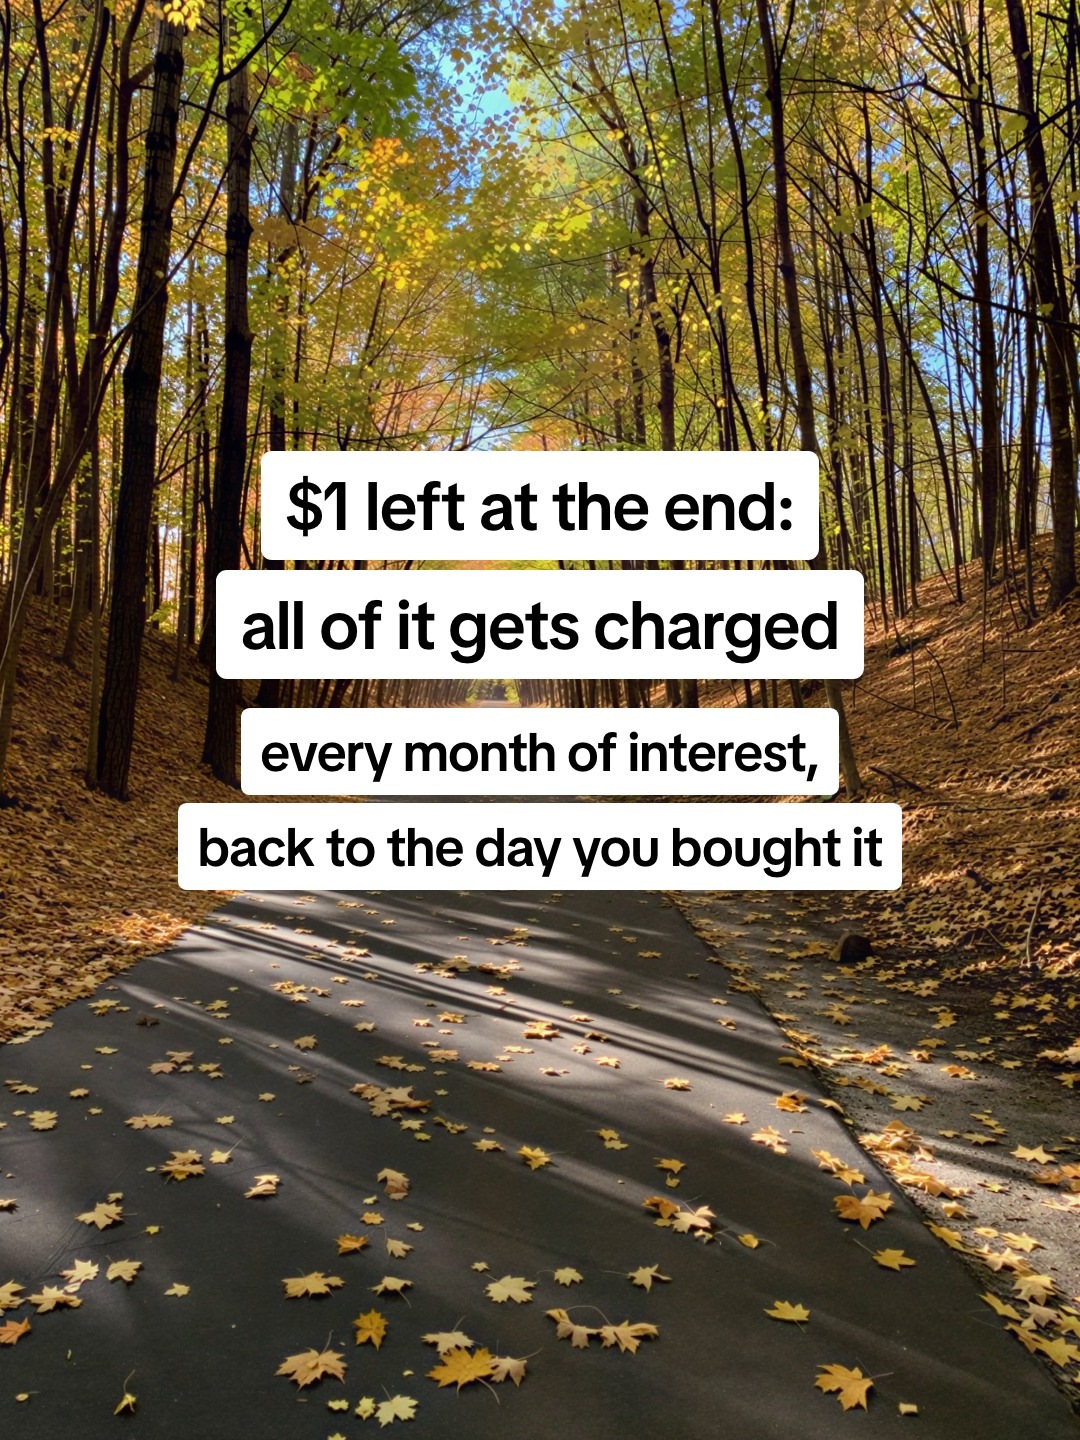 $1 left at the end:
all of it gets charged
every month of interest,
back to the day you bought it